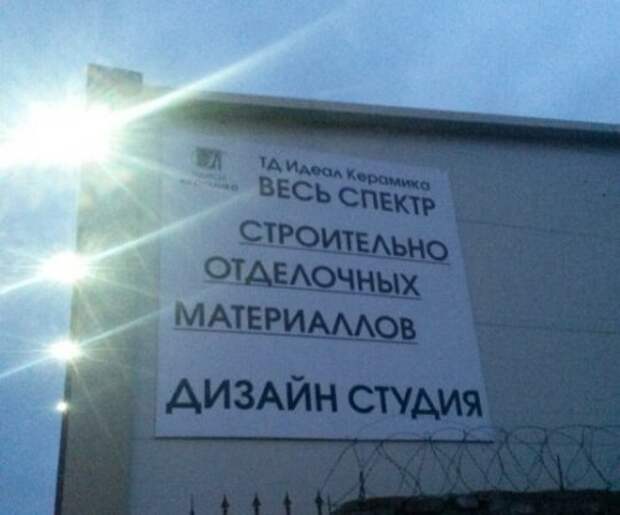 ТД Идеал Керамика
ВЕСЬ СПЕКТР
СТРОИТЕЛЬНО
ОТДЕЛОЧНЫХ
МАТЕРИАЛЛОВ
ДИЗАЙН СТУДИЯ